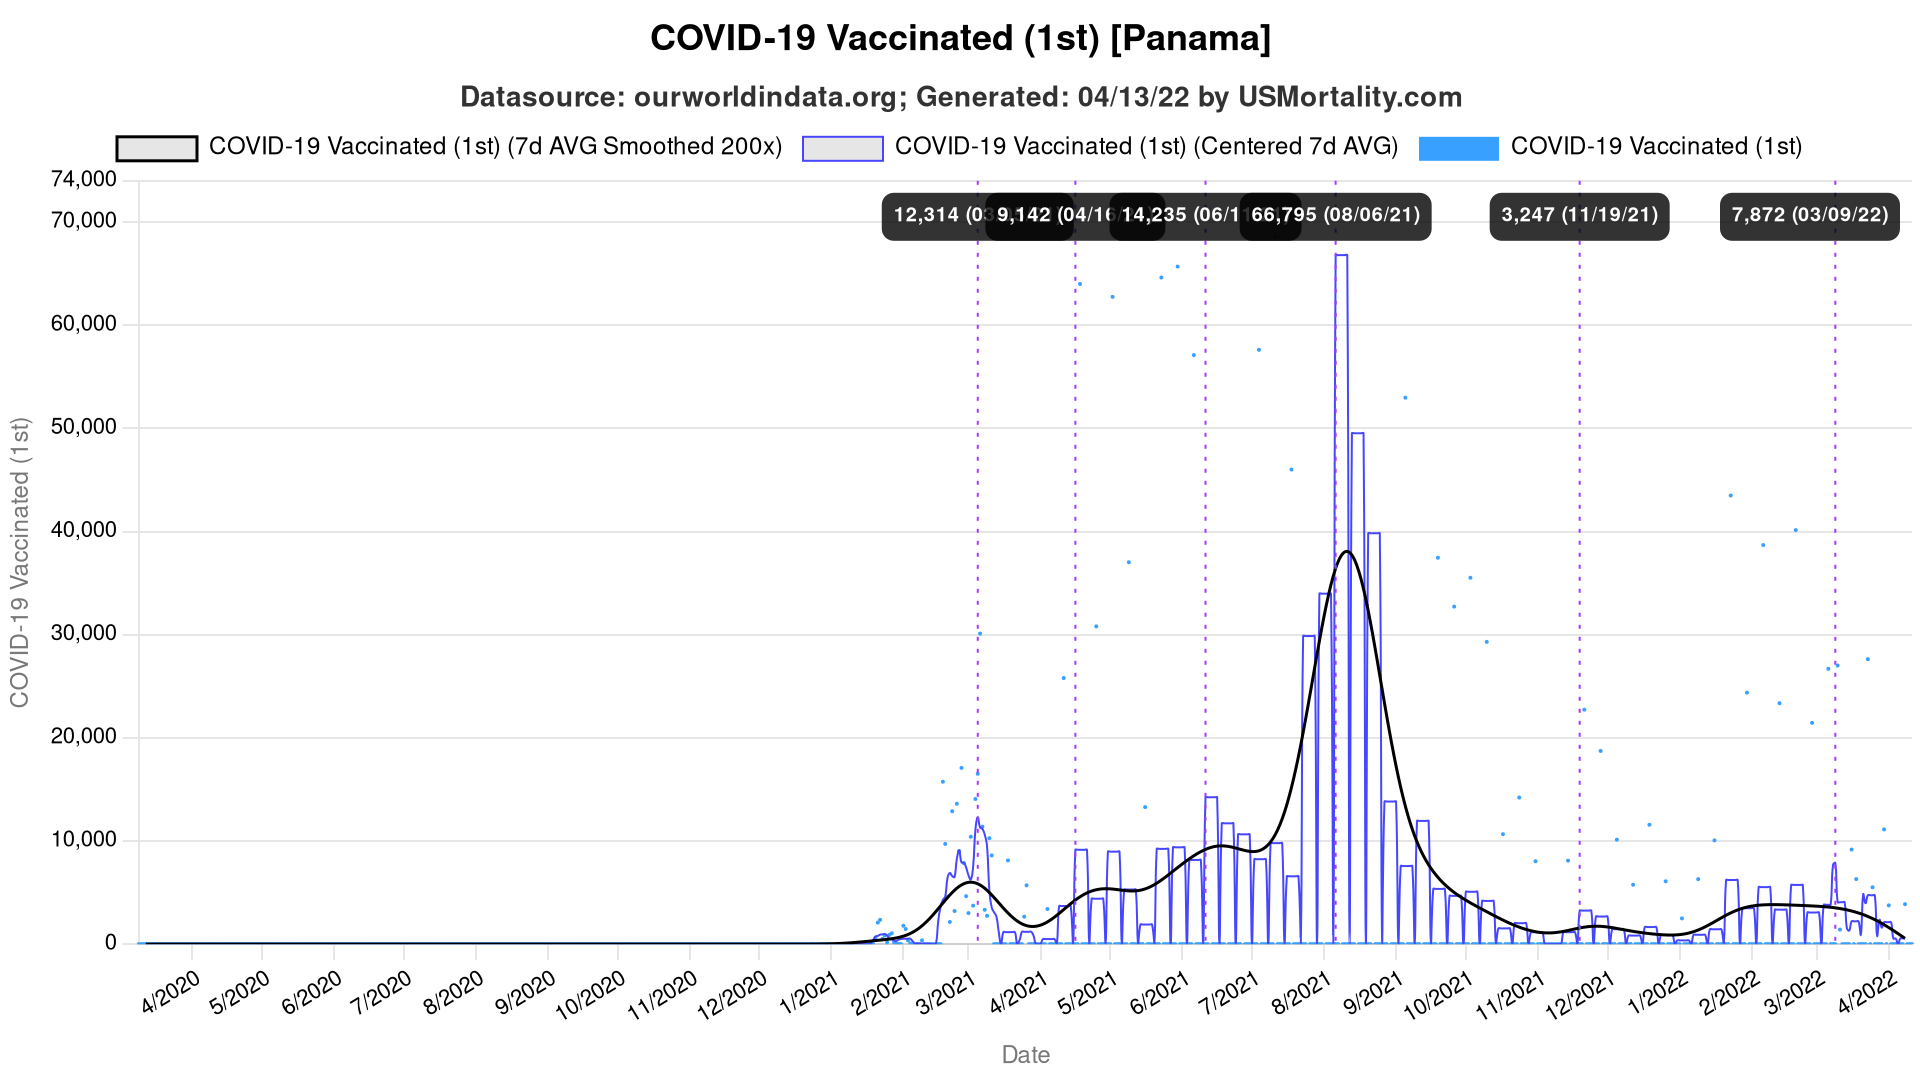 COVID-19 Vaccinated (1st) [Panama]
Datasource: ourworldindata.org; Generated: 04/13/22 by USMortality.com
COVID-19 Vaccinated (1st) (7d AVG Smoothed 200x) COVID-19 Vaccinated (1st) (Centered 7d AVG) COVID-19 Vaccinated (1st)
74,000
12,314 9,142 (04/16 14,235 (06/1 66,795 (08/06/21) 3,247 (11/19/21) 7,872 (03/09/22)
70,000
60,000
50,000
40,000
30,000
20,000
10,000
0
COVID-19 Vaccinated (1st)
4/2020 5/2020 6/2020 7/2020 8/2020 9/2020 10/2020 11/2020 12/2020 1/2021 2/2021 3/2021 4/2021 5/2021 6/2021 7/2021 8/2021 9/2021 10/2021 11/2021 12/2021 1/2022 2/2022 3/2022 4/2022
Date